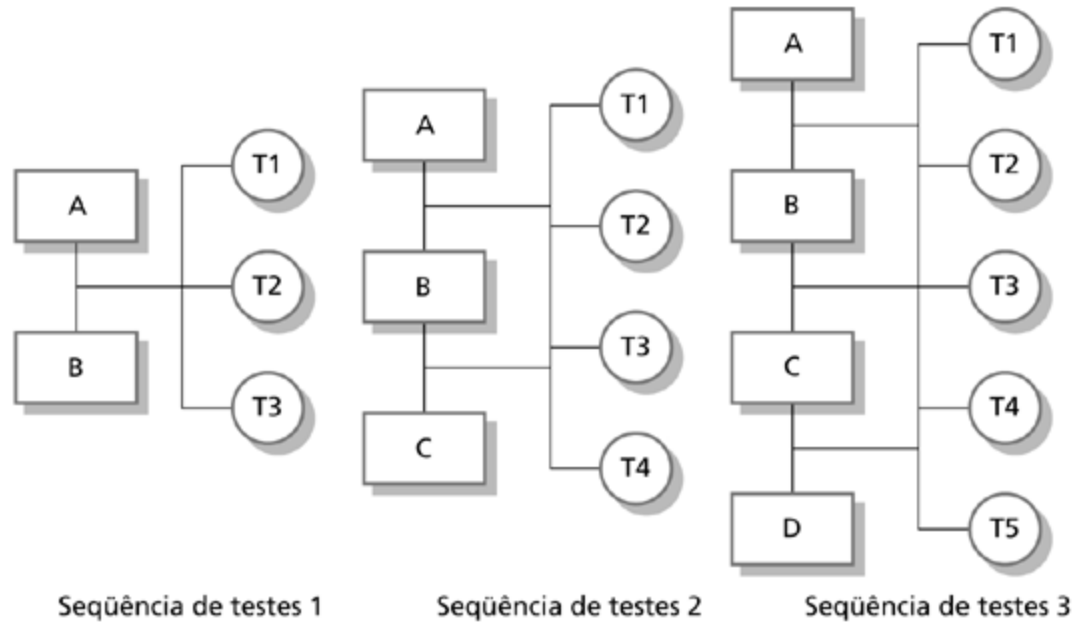 A
B
T1
T2
T3
Seqüência de testes 1
A
B
C
T1
T2
T3
T4
Seqüência de testes 2
A
B
C
D
T1
T2
T3
T4
T5
Seqüência de testes 3